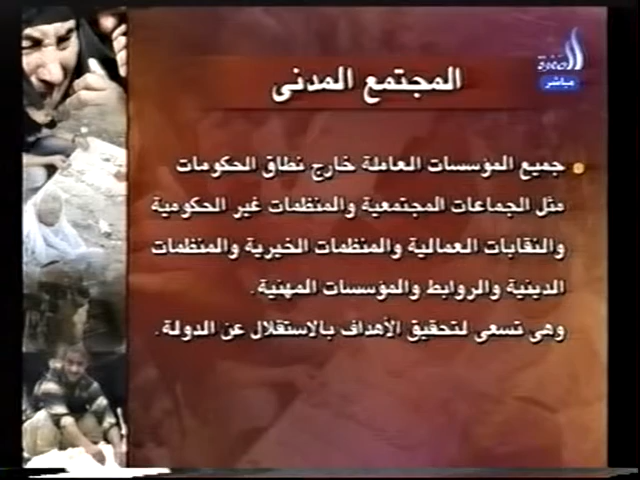 مباشر
المجتمع المدنى
جميع المؤسسات العاملة خارج نطاق الحكومات
مثل الجماعات المجتمعية والمنظمات غير الحكومية
والنقابات العمالية والمنظمات الخيرية والمنظمات
الدينية والروابط والمؤسسات المهنية.
وهى تسعى لتحقيق الأهداف بالاستقلال عن الدولة.